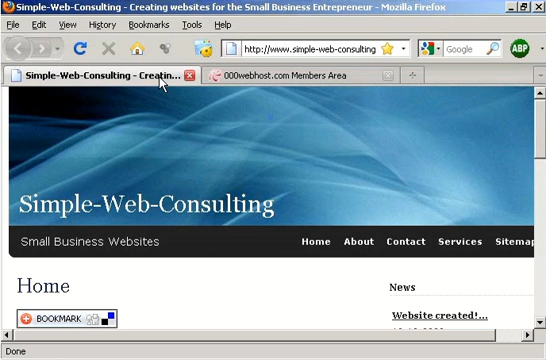 Simple-Web-Consulting - Creating websites for the Small Business Entrepreneur - Mozilla Firefox
File Edit View History Bookmarks Tools Help
http://www.simple-web-consulting Google ABP
Simple-Web-Consulting - Creatin... 000webhost.com Members Area
Simple-Web-Consulting
Small Business Websites Home About Contact Services Sitemap
Home
News
BOOKMARK
Website created!...
Done